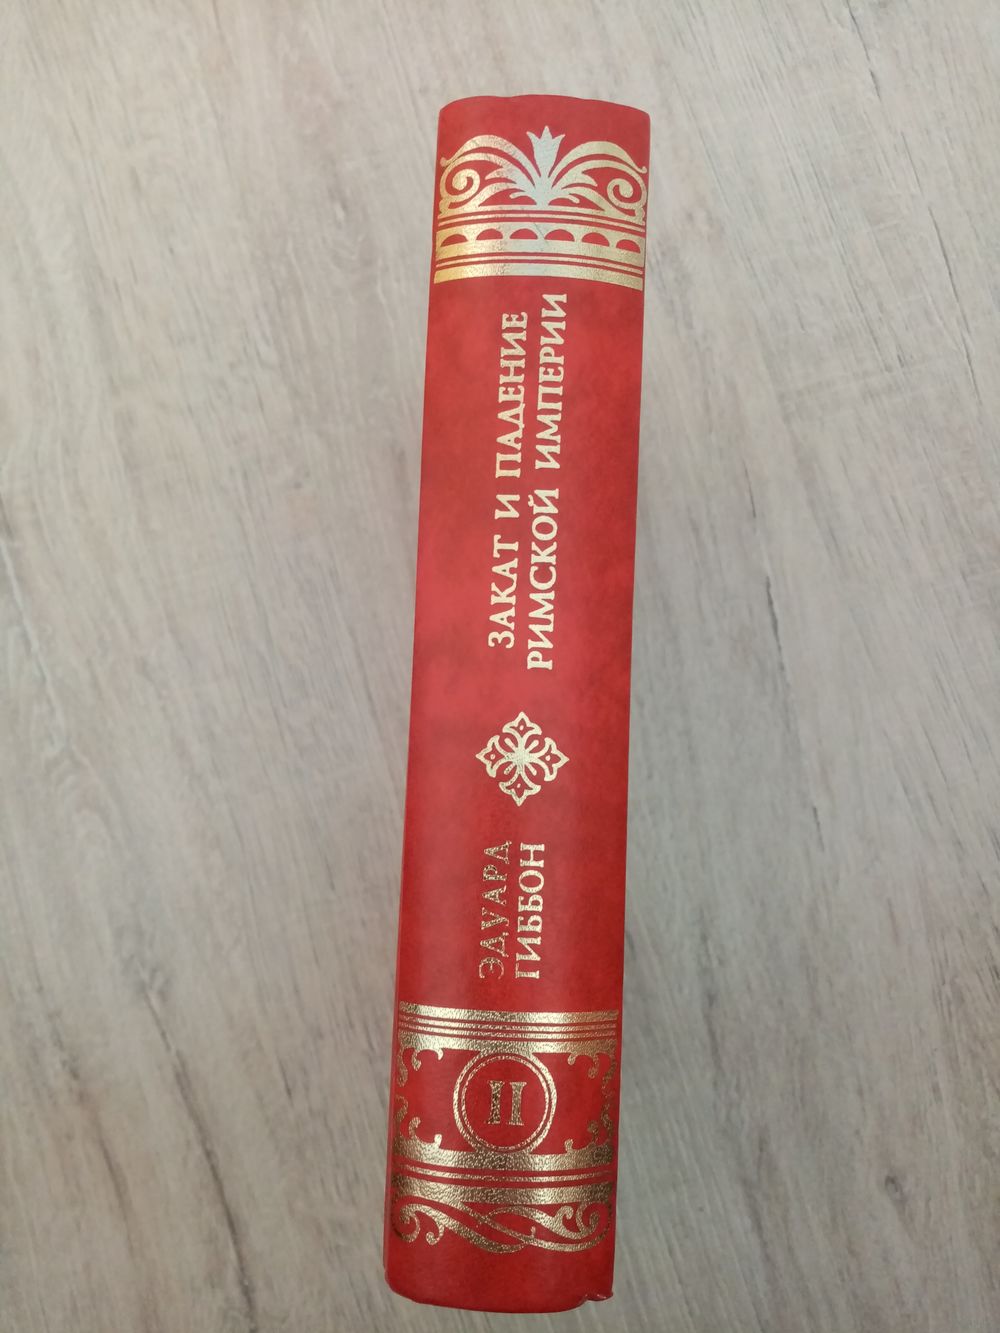 ЭДУАРД
ГИББОН
ЗАКАТ И ПАДЕНИЕ
РИМСКОЙ ИМПЕРИИ
II